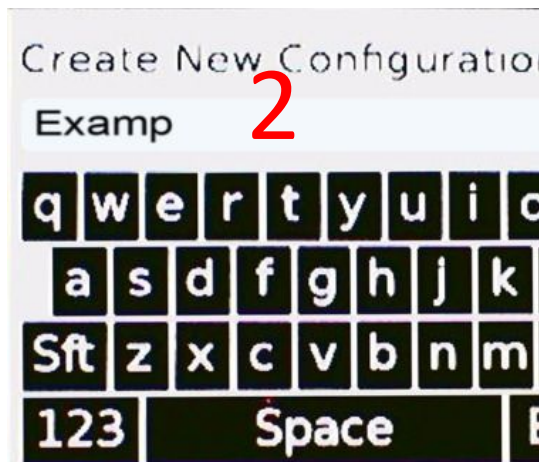 Create New Configuratio
2
Examp
q w e r t y u i
a s d f g h j k
Sft z x c v b n m
123 Space